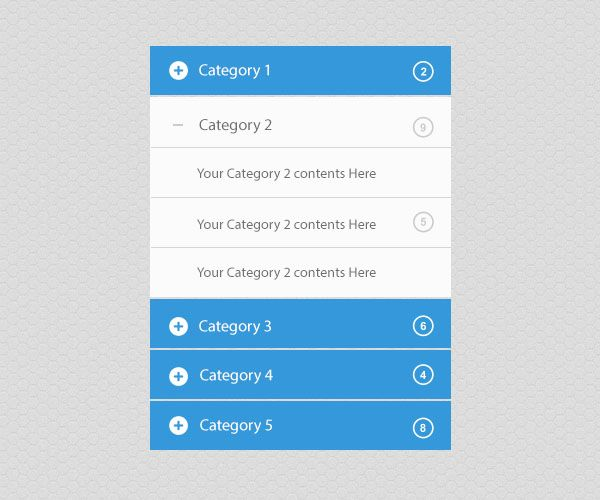 Category 1 2
Category 2 9
Your Category 2 contents Here
Your Category 2 contents Here 5
Your Category 2 contents Here
Category 3 6
Category 4 4
Category 5 8